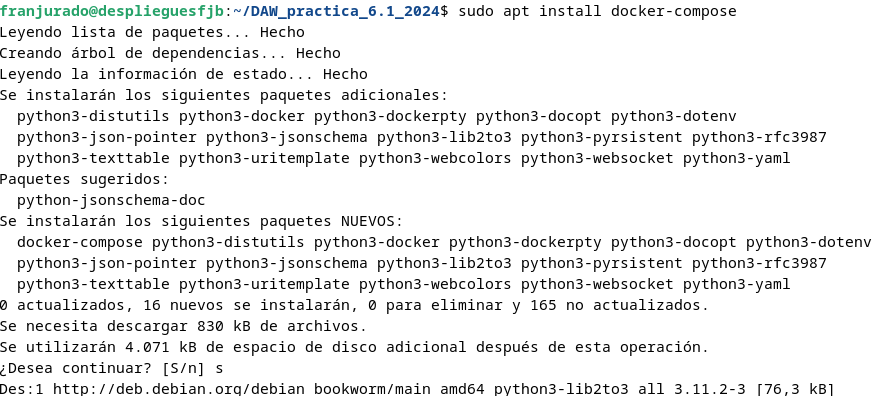 franjurado@desplieguesfjb:~/DAW_practica_6.1_2024$ sudo apt install docker-compose
Leyendo lista de paquetes... Hecho
Creando árbol de dependencias... Hecho
Leyendo la información de estado... Hecho
Se instalarán los siguientes paquetes adicionales:
  python3-distutils python3-docker python3-dockerpty python3-docopt python3-dotenv
  python3-json-pointer python3-jsonschema python3-lib2to3 python3-pyrsistent python3-rfc3987
  python3-texttable python3-uritemplate python3-webcolors python3-websocket python3-yaml
Paquetes sugeridos:
  python-jsonschema-doc
Se instalarán los siguientes paquetes NUEVOS:
  docker-compose python3-distutils python3-docker python3-dockerpty python3-docopt python3-dotenv
  python3-json-pointer python3-jsonschema python3-lib2to3 python3-pyrsistent python3-rfc3987
  python3-texttable python3-uritemplate python3-webcolors python3-websocket python3-yaml
0 actualizados, 16 nuevos se instalarán, 0 para eliminar y 165 no actualizados.
Se necesita descargar 830 kB de archivos.
Se utilizarán 4.071 kB de espacio de disco adicional después de esta operación.
¿Desea continuar? [S/n] s
Des:1 http://deb.debian.org/debian bookworm/main amd64 python3-lib2to3 all 3.11.2-3 [76,3 kB]